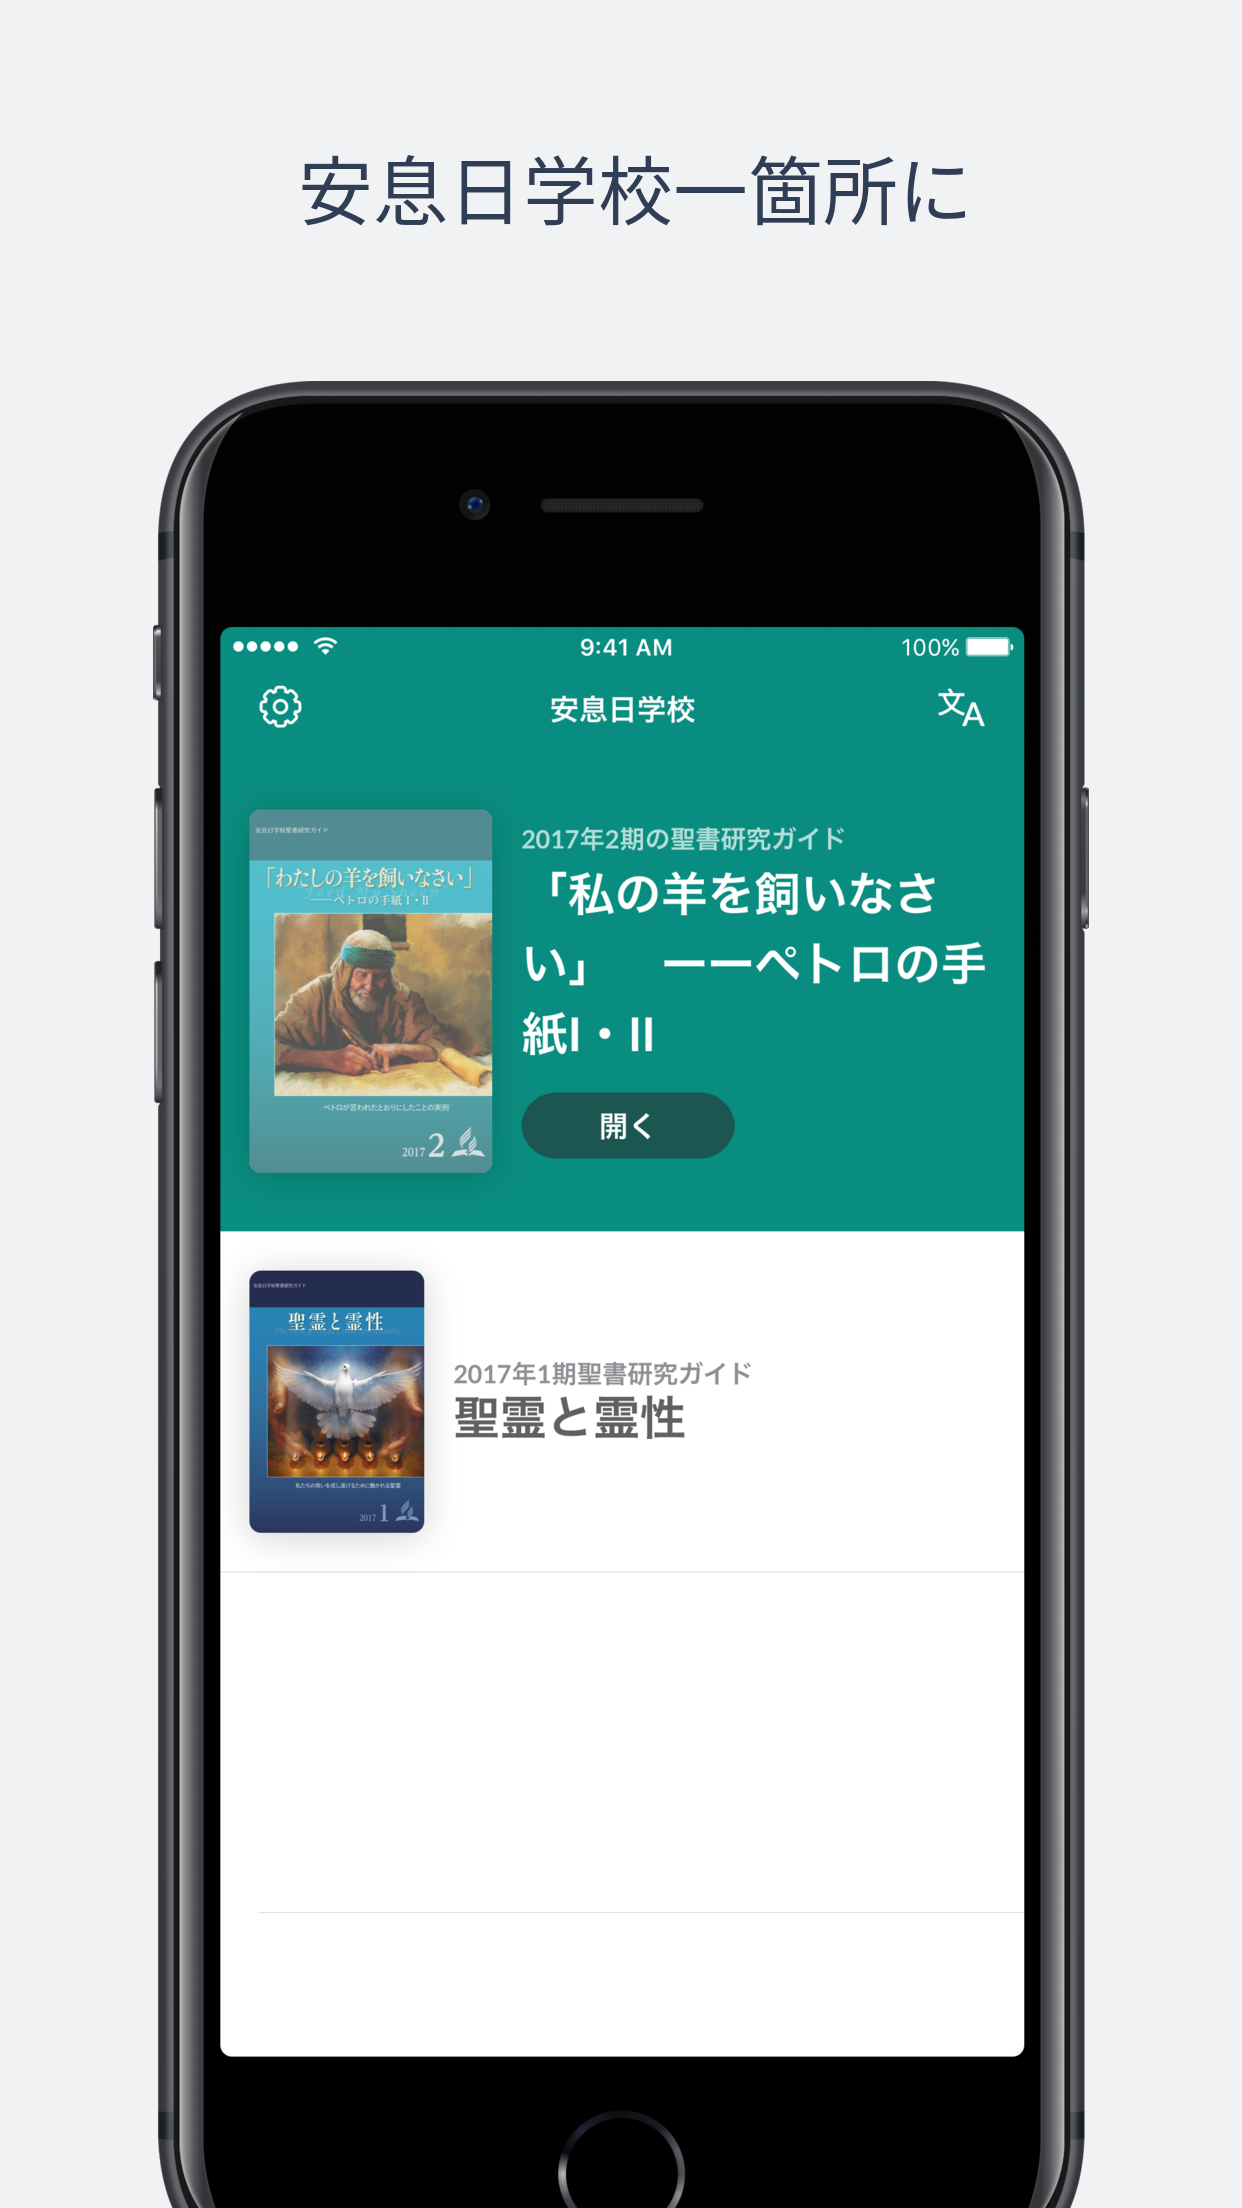 安息日学校一箇所に
9:41 AM
100%
安息日学校
文A
安息日学校聖書研究ガイド
「わたしの羊を飼いなさい」
Feed My Sheep
——ペトロの手紙 I・II
ペトロが言われたとおりにしたことの実例
2017 2
2017年2期の聖書研究ガイド
「私の羊を飼いなさ
い」　ーーペトロの手
紙I・II
開く
安息日学校聖書研究ガイド
聖霊と霊性
私たちの救いを成し遂げるために働かれる聖霊
2017 1
2017年1期聖書研究ガイド
聖霊と霊性